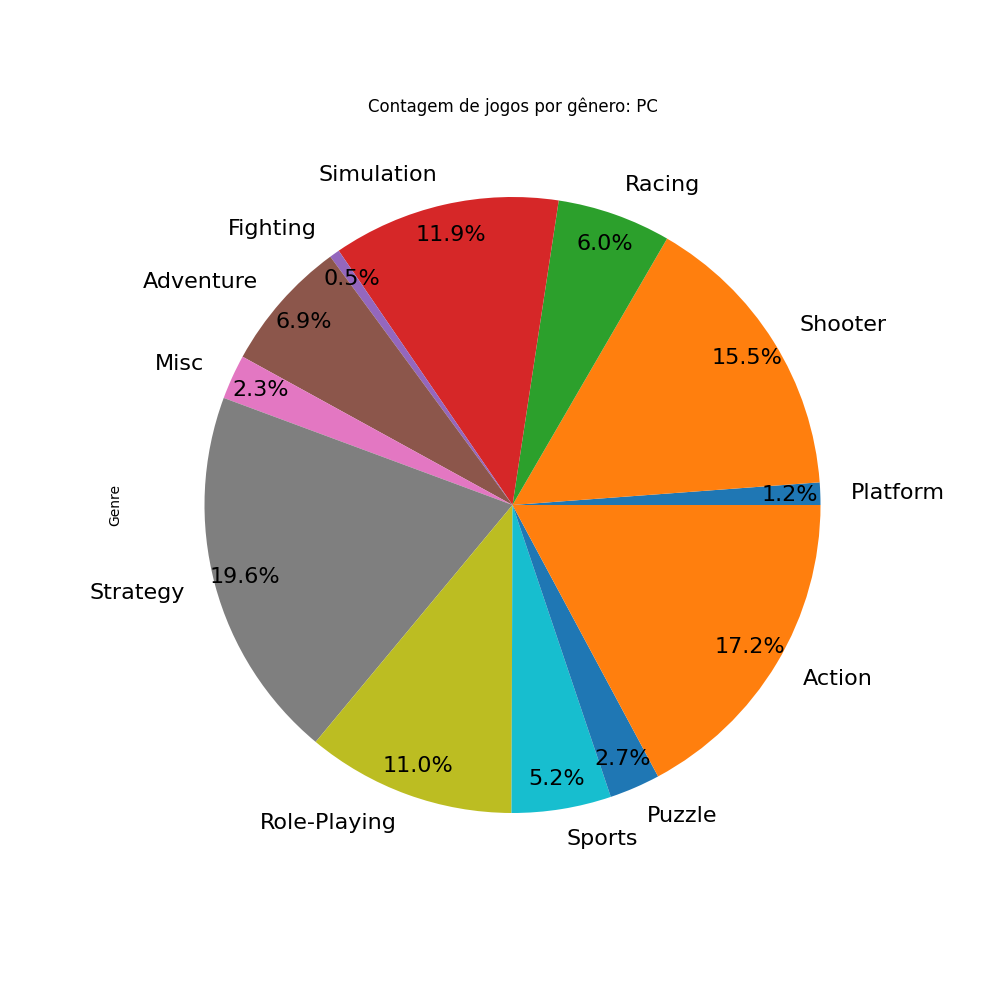 Contagem de jogos por gênero: PC
Simulation
Racing
11.9%
6.0%
Fighting
0.5%
Adventure
6.9%
Shooter
15.5%
Misc
2.3%
Platform
1.2%
Genre
Strategy
19.6%
Action
17.2%
Role-Playing
11.0%
Sports
5.2%
Puzzle
2.7%